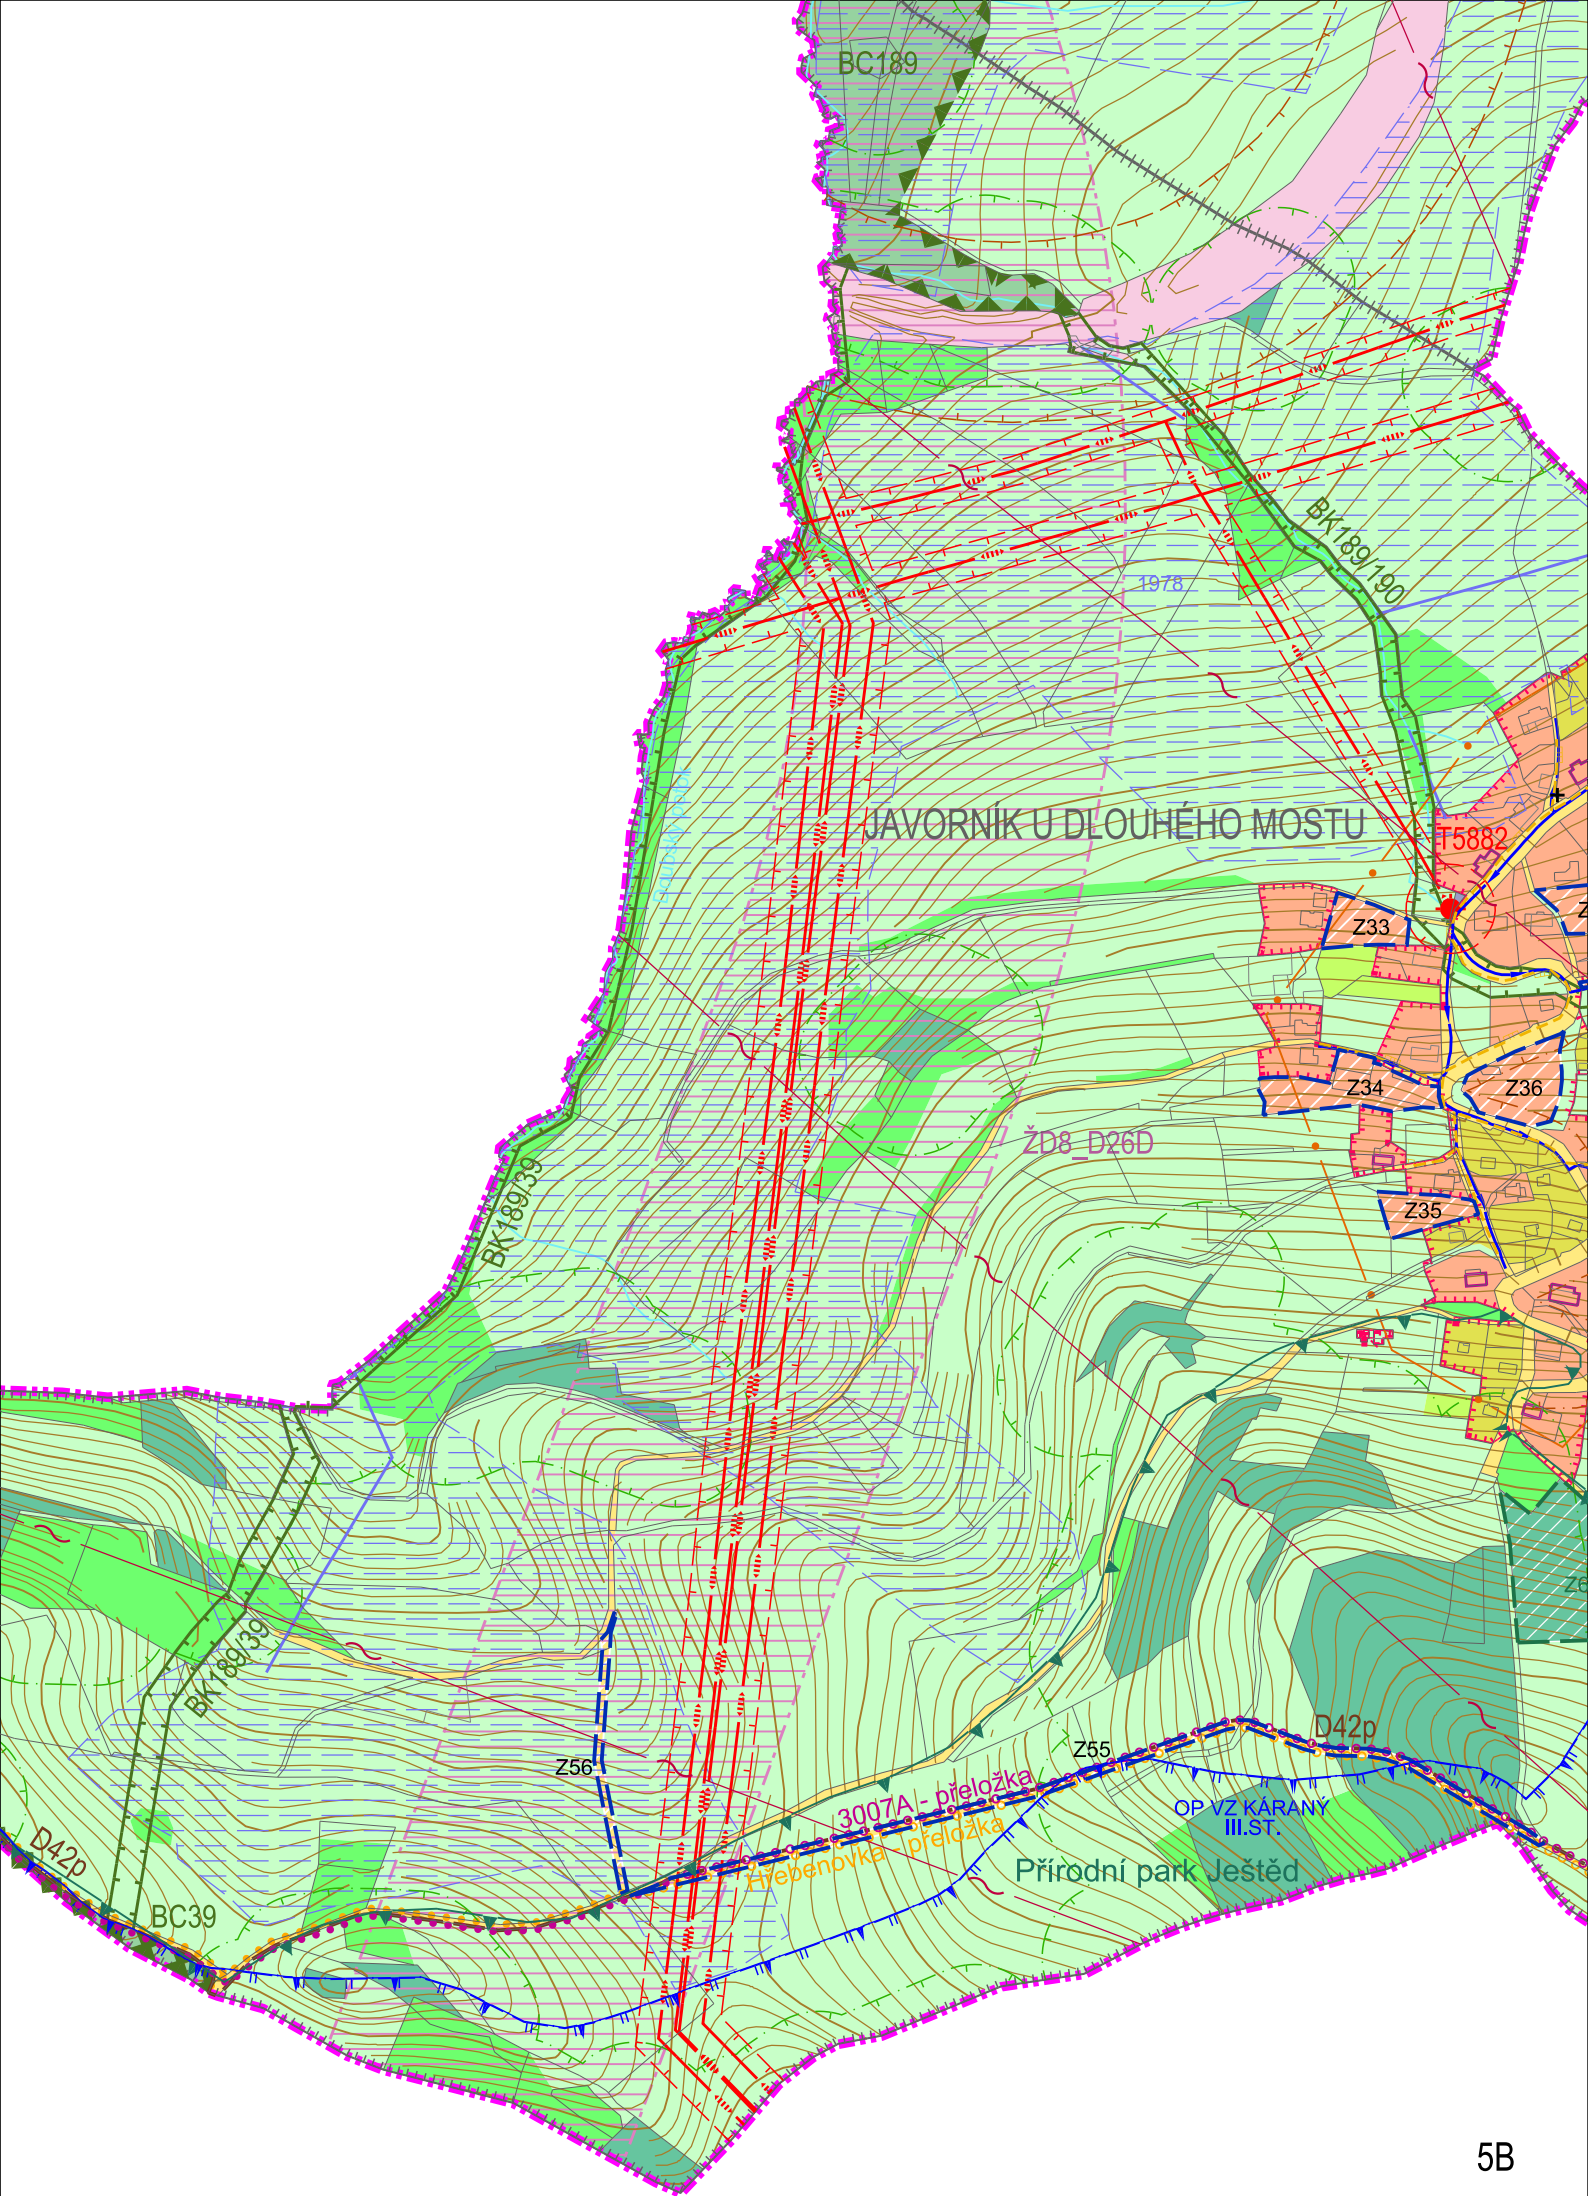 BC189
BK189/190
1978
JAVORNÍK U DLOUHÉHO MOSTU
T5882
Z33
Z34
Z36
ŽD8_D26D
BK189/39
Z35
BK189/39
D42p
Z55
Z56
3007A - přeložka
Hřebenovka - přeložka
OP VZ KÁRANÝ
III.ST.
Přírodní park Ještěd
D42p
BC39
5B